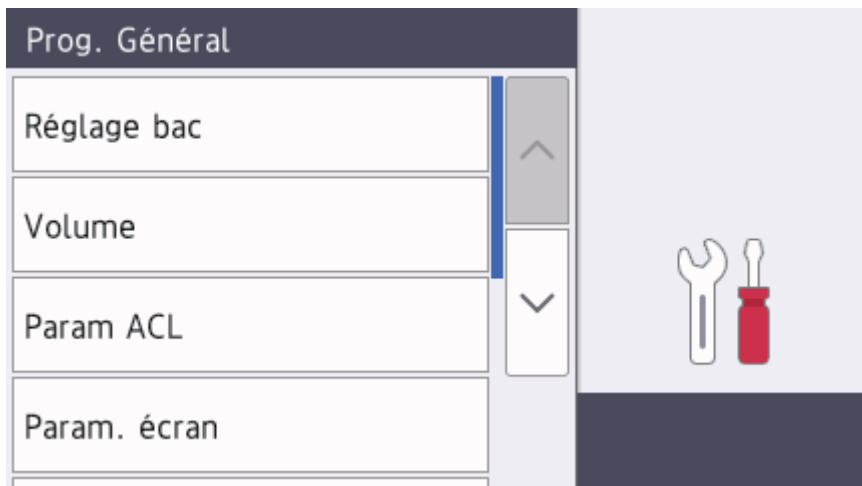 Prog. Général
Réglage bac
Volume
Param ACL
Param. écran